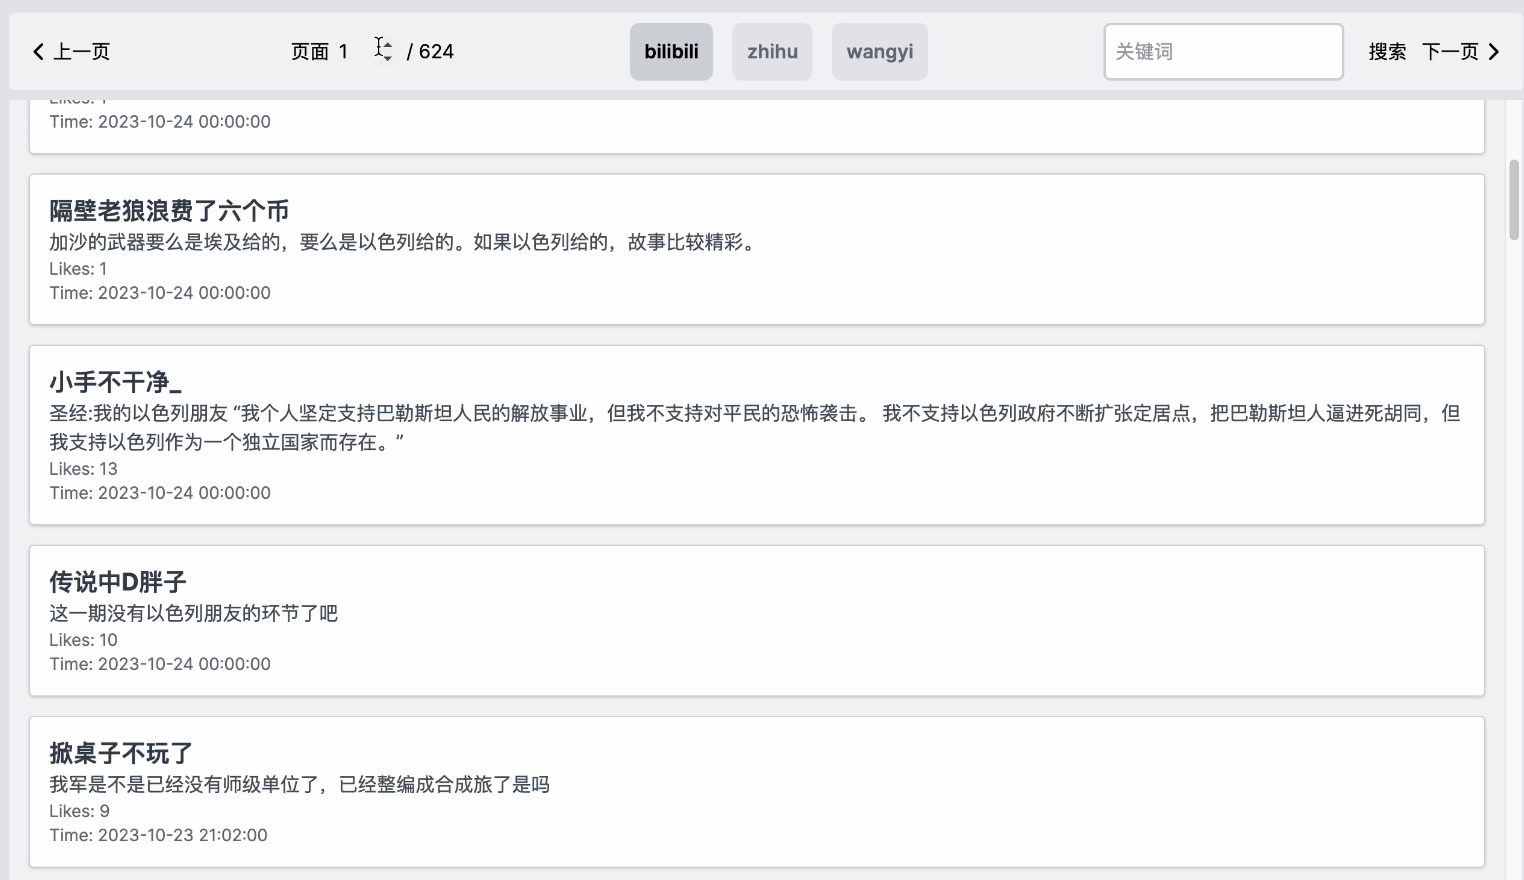 上一页
页面 1 / 624
bilibili
zhihu
wangyi
关键词
搜索
下一页
Time: 2023-10-24 00:00:00
隔壁老狼浪费了六个币
加沙的武器要么是埃及给的，要么是以色列给的。如果以色列给的，故事比较精彩。
Likes: 1
Time: 2023-10-24 00:00:00
小手不干净_
圣经:我的以色列朋友 “我个人坚定支持巴勒斯坦人民的解放事业，但我不支持对平民的恐怖袭击。 我不支持以色列政府不断扩张定居点，把巴勒斯坦人逼进死胡同，但
我支持以色列作为一个独立国家而存在。”
Likes: 13
Time: 2023-10-24 00:00:00
传说中D胖子
这一期没有以色列朋友的环节了吧
Likes: 10
Time: 2023-10-24 00:00:00
掀桌子不玩了
我军是不是已经没有师级单位了，已经整编成合成旅了是吗
Likes: 9
Time: 2023-10-23 21:02:00